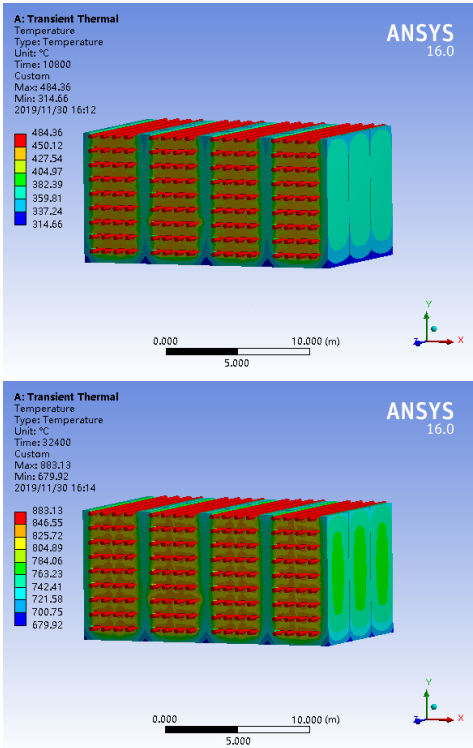 A: Transient Thermal
Temperature
Type: Temperature
Unit: °C
Time: 10800
Custom
Max: 484.36
Min: 314.66
2019/11/30 16:12
ANSYS
16.0
484.36
450.12
427.54
404.97
382.39
359.81
337.24
314.66
Y
Z
X
0.000
10.000 (m)
5.000
A: Transient Thermal
Temperature
Type: Temperature
Unit: °C
Time: 32400
Custom
Max: 883.13
Min: 679.92
2019/11/30 16:14
ANSYS
16.0
883.13
846.55
825.72
804.89
784.06
763.23
742.41
721.58
700.75
679.92
Y
Z
X
0.000
10.000 (m)
5.000